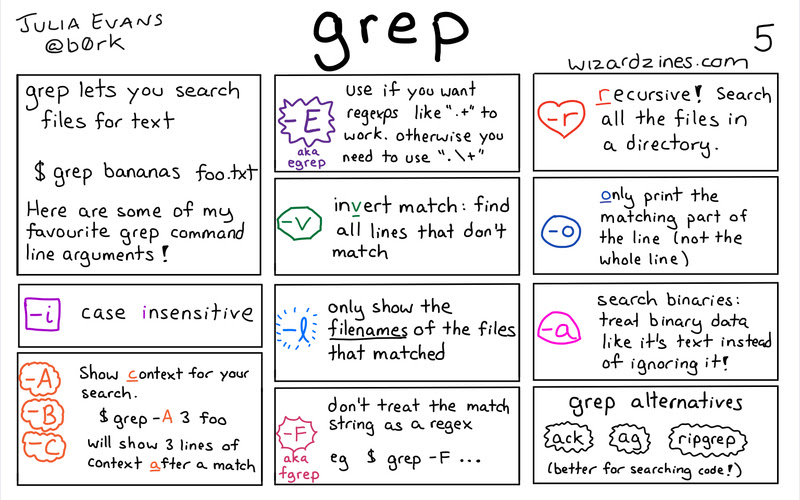 JULIA EVANS
@b0rk
grep
wizardzines.com
5
grep lets you search
files for text
$ grep bananas foo.txt
Here are some of my
favourite grep command
line arguments!
-i
case insensitive
-A
-B
-C
Show context for your
search.
$ grep -A 3 foo
will show 3 lines of
context after a match
-E
aka
egrep
use if you want
regexps like ".+" to
work. otherwise you
need to use ".\+"
-v
invert match: find
all lines that don't
match
-l
only show the
filenames of the files
that matched
-F
aka
fgrep
don't treat the match
string as a regex
eg $ grep -F ...
-r
recursive! Search
all the files in
a directory.
-o
only print the
matching part of
the line (not the
whole line)
-a
search binaries:
treat binary data
like it's text instead
of ignoring it!
grep alternatives
ack ag ripgrep
(better for searching code!)